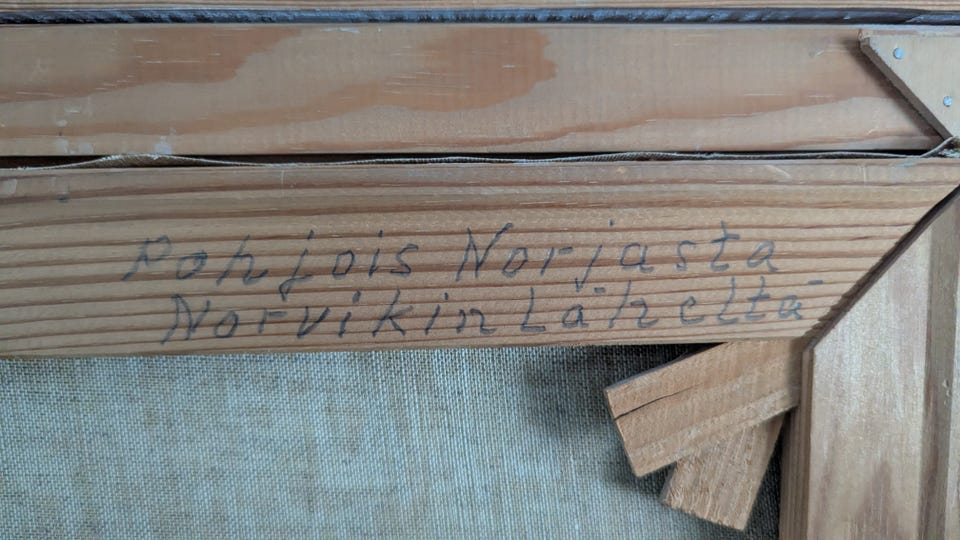 Pohjois Norjasta
Norvikin Läheltä